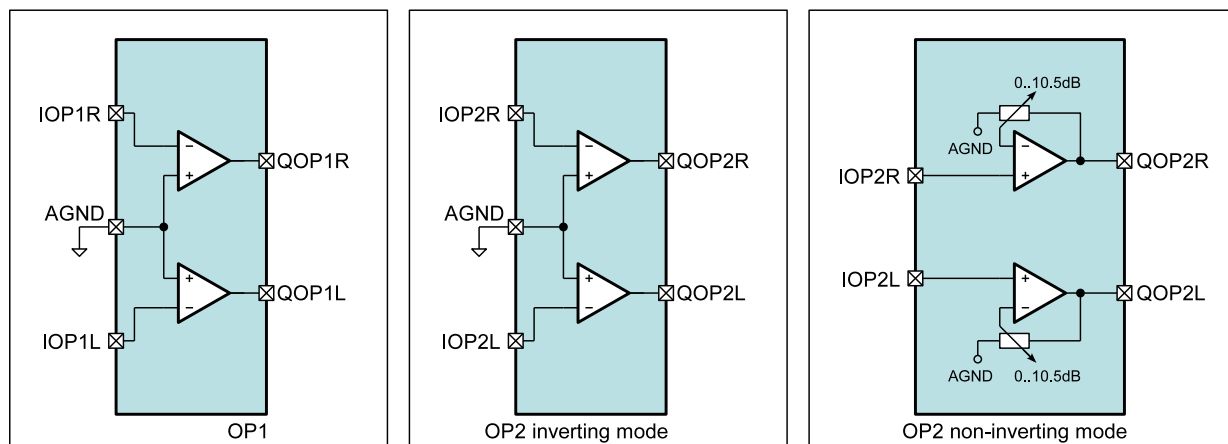 IOP1R
QOP1R
AGND
QOP1L
IOP1L
OP1
IOP2R
QOP2R
AGND
QOP2L
IOP2L
OP2 inverting mode
0..10.5dB
AGND
QOP2R
IOP2R
IOP2L
QOP2L
AGND
0..10.5dB
OP2 non-inverting mode